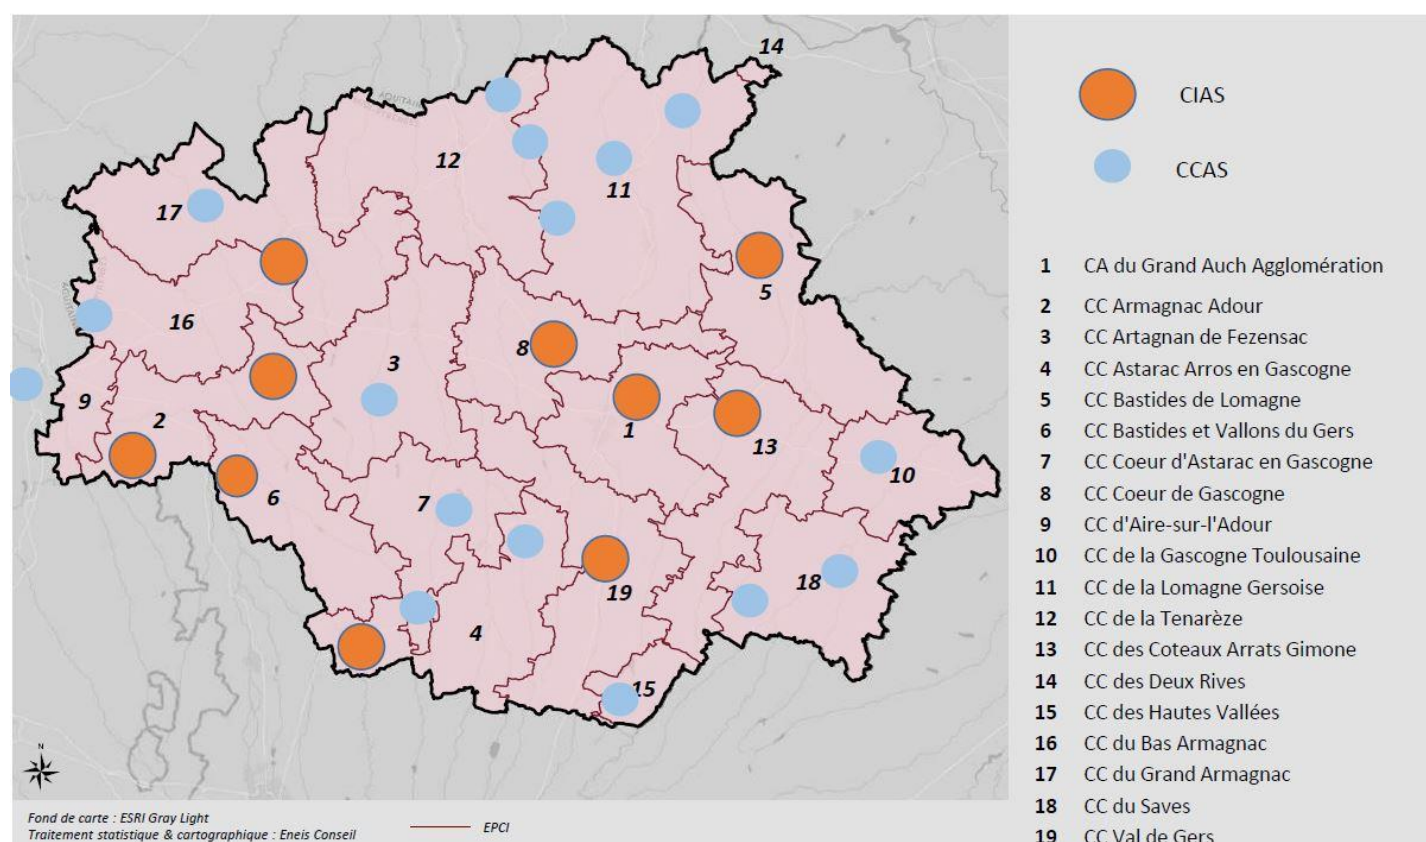 14
12
11
17
5
16
3
8
9
2
1
13
10
6
7
18
19
4
15
N
CIAS
CCAS
1 CA du Grand Auch Agglomération
2 CC Armagnac Adour
3 CC Artagnan de Fezensac
4 CC Astarac Arros en Gascogne
5 CC Bastides de Lomagne
6 CC Bastides et Vallons du Gers
7 CC Coeur d'Astarac en Gascogne
8 CC Coeur de Gascogne
9 CC d'Aire-sur-l'Adour
10 CC de la Gascogne Toulousaine
11 CC de la Lomagne Gersoise
12 CC de la Tenarèze
13 CC des Coteaux Arrats Gimone
14 CC des Deux Rives
15 CC des Hautes Vallées
16 CC du Bas Armagnac
17 CC du Grand Armagnac
18 CC du Saves
19 CC Val de Gers
Fond de carte : ESRI Gray Light
Traitement statistique & cartographique : Eneis Conseil
EPCI